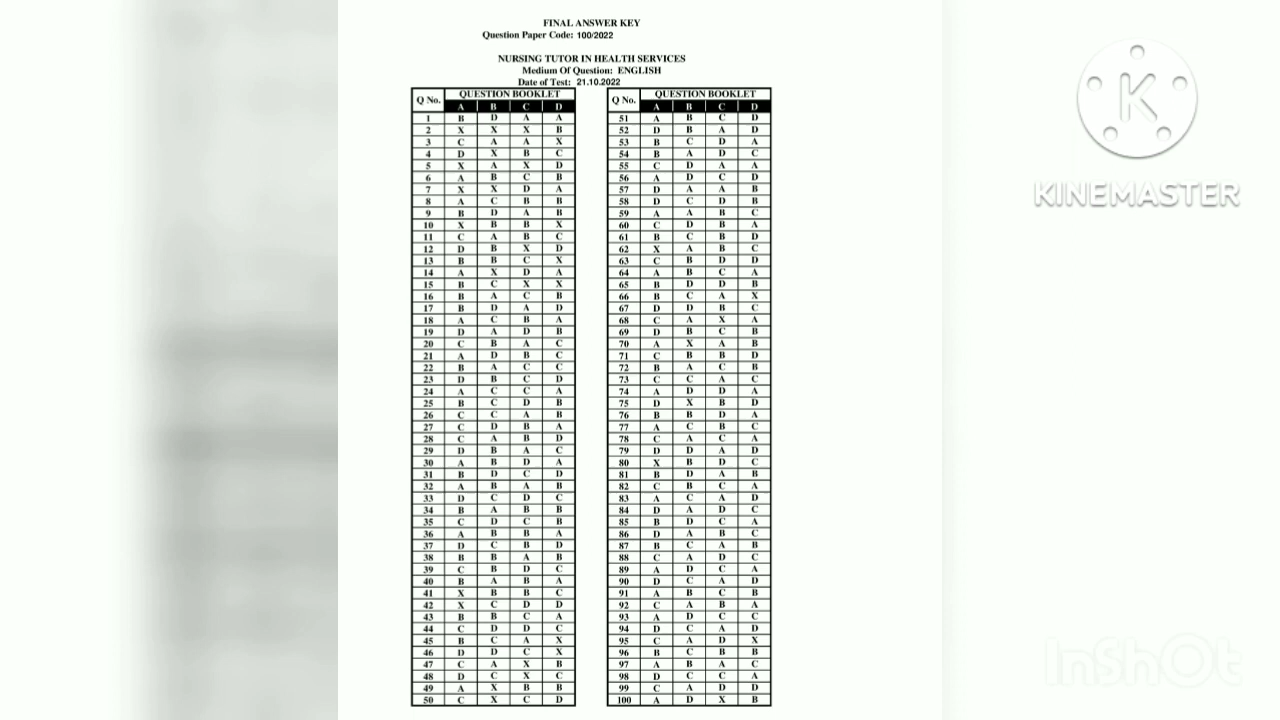 FINAL ANSWER KEY
Question Paper Code: 100/2022
NURSING TUTOR IN HEALTH SERVICES
Medium Of Question: ENGLISH
Date of Test: 21.10.2022
Q No. QUESTION BOOKLET
A B C D
1 B D A A
2 X X X B
3 C A A X
4 D X B C
5 X A X D
6 A B C B
7 X X D A
8 A C B B
9 B D A B
10 X B B X
11 C A B C
12 D B X D
13 B B C X
14 A X D A
15 B C X X
16 B A C B
17 B D A D
18 A C B A
19 D A D B
20 C B A C
21 A D B C
22 B A C C
23 D B C D
24 A C C A
25 B C D B
26 C C A B
27 C D B A
28 C A B D
29 D B A C
30 A B D A
31 B D C D
32 A B A B
33 D C D C
34 B A B B
35 C D C B
36 A B B A
37 D C B D
38 B B A B
39 C B D C
40 B A B A
41 X B B C
42 X C D D
43 B B C A
44 C D D C
45 B C A X
46 D D C X
47 C A X B
48 D C X C
49 A X B B
50 C X C D
Q No. QUESTION BOOKLET
A B C D
51 A B C D
52 D B A D
53 B C D A
54 B A D C
55 C D A A
56 A D C D
57 D A A B
58 D C D B
59 A A B C
60 C D B A
61 B C B D
62 X A B C
63 C B D D
64 A B C A
65 B D D B
66 B C A X
67 D D B C
68 C A X A
69 D B C B
70 A X A B
71 C B B D
72 B A C B
73 C C A C
74 A D D A
75 D X B D
76 B B D A
77 A C B C
78 C A C A
79 D D A D
80 X B D C
81 B D A B
82 C B C A
83 A C A D
84 D A D C
85 B D C A
86 D A B C
87 B C A B
88 C A D C
89 A D C A
90 D C A D
91 A B C B
92 C A B A
93 A D C C
94 D C A D
95 C A D X
96 B C B B
97 A B A C
98 D C C A
99 C A D D
100 A D X B
K
KINEMASTER
InShOt